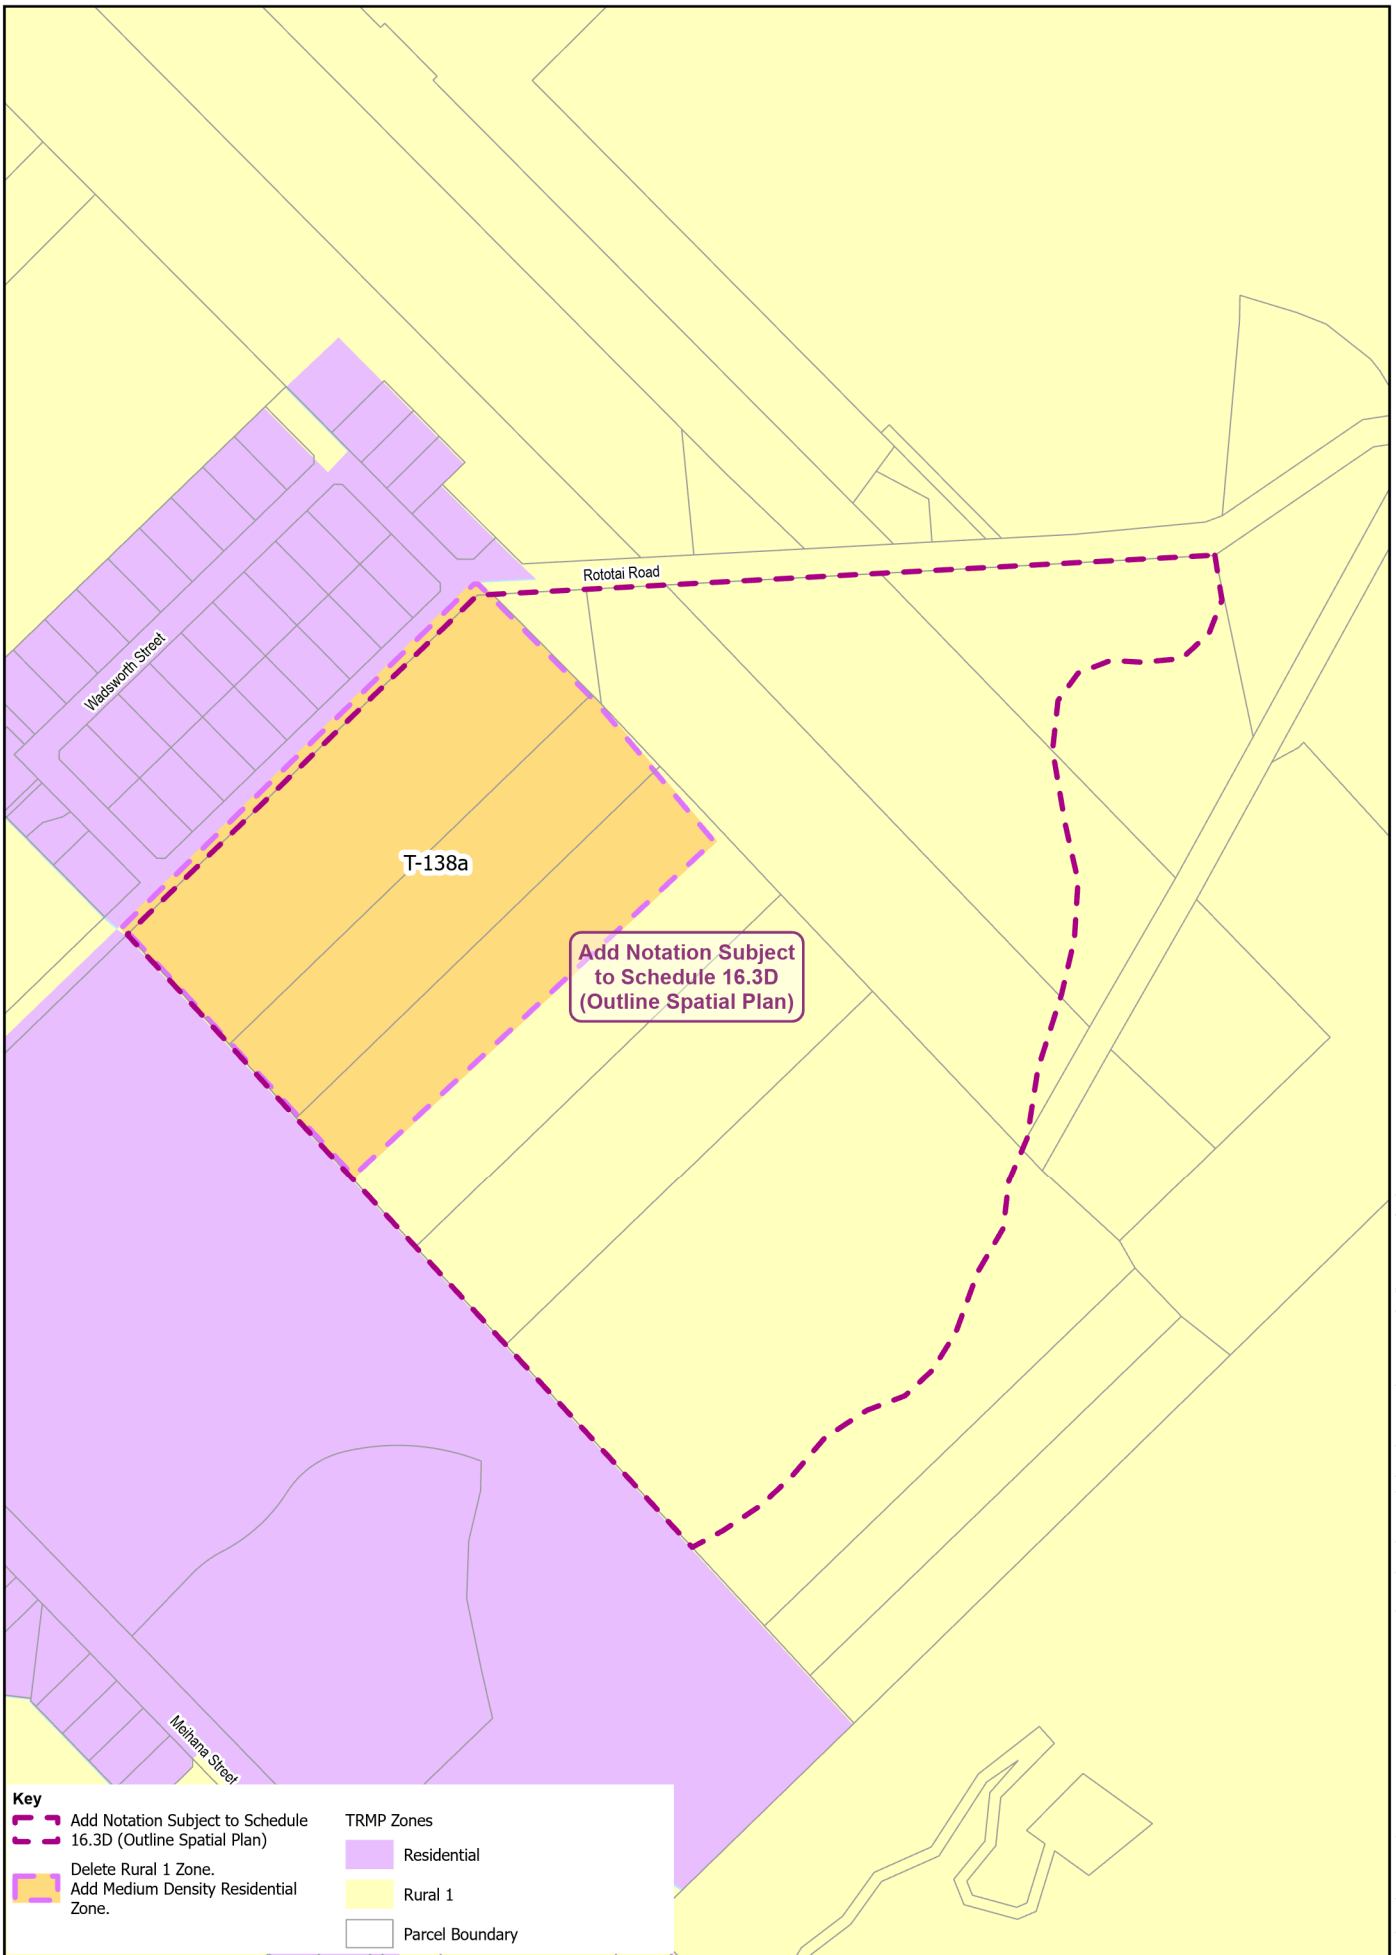 Rototai Road
Wadsworth Street
T-138a
Add Notation Subject
to Schedule 16.3D
(Outline Spatial Plan)
Meihana Street
Key
Add Notation Subject to Schedule
16.3D (Outline Spatial Plan)
Delete Rural 1 Zone.
Add Medium Density Residential
Zone.
TRMP Zones
Residential
Rural 1
Parcel Boundary